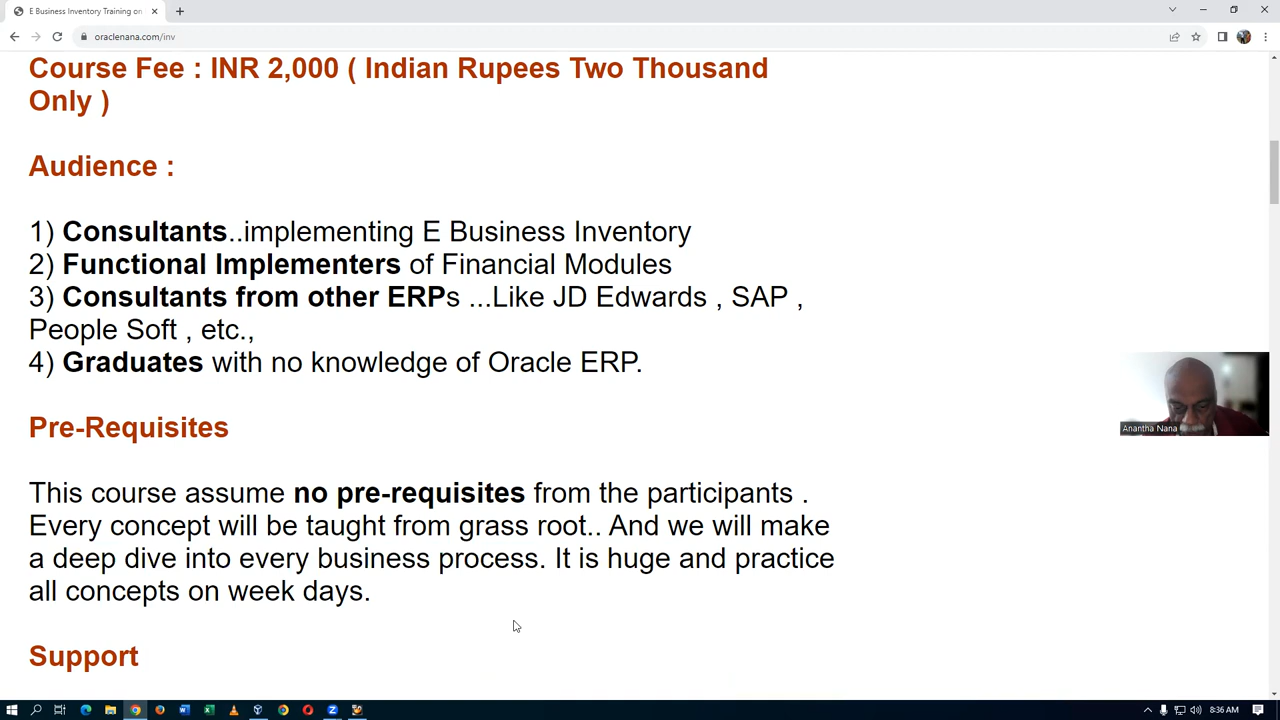 E Business Inventory Training on
oraclenana.com/inv
Course Fee : INR 2,000 ( Indian Rupees Two Thousand
Only )
Audience :
1) Consultants..implementing E Business Inventory
2) Functional Implementers of Financial Modules
3) Consultants from other ERPs ...Like JD Edwards , SAP ,
People Soft , etc.,
4) Graduates with no knowledge of Oracle ERP.
Anantha Nana
Pre-Requisites
This course assume no pre-requisites from the participants .
Every concept will be taught from grass root.. And we will make
a deep dive into every business process. It is huge and practice
all concepts on week days.
Support
8:36 AM